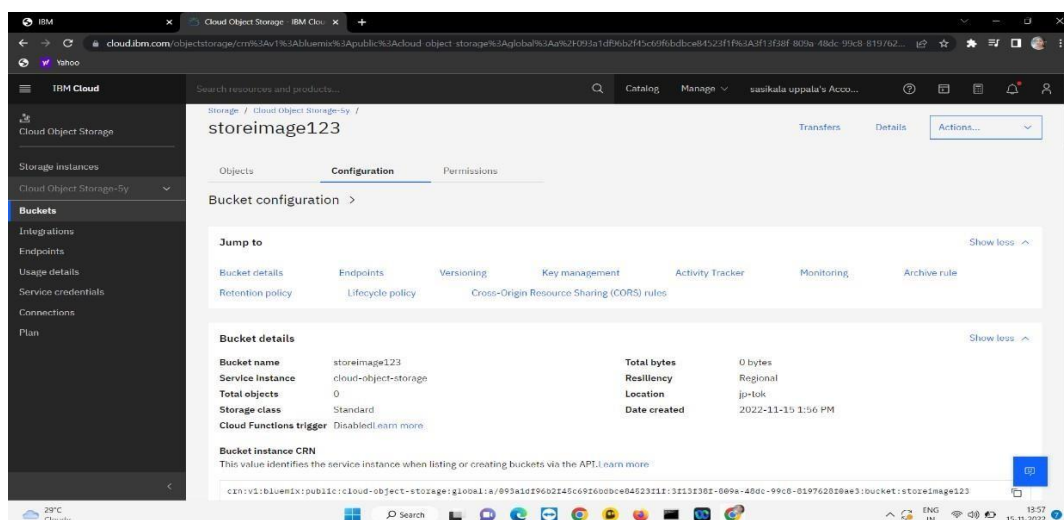 IBM
Cloud Object Storage - IBM Clou
cloud.ibm.com/objectstorage/crn%3Av1%3Abluemix%3Apublic%3Acloud-object-storage%3Aglobal%3Aa%2F093a1df96b2f45c69f6bdbce84523f1f%3A3f13f38f-809a-48dc-99c8-819762...
Yahoo
IBM Cloud
Search resources and products...
Catalog
Manage
sasikala uppala's Acco...
Cloud Object Storage
Storage instances
Cloud Object Storage-5y
Buckets
Integrations
Endpoints
Usage details
Service credentials
Connections
Plan
Storage / Cloud Object Storage-5y /
storeimage123
Transfers
Details
Actions...
Objects
Configuration
Permissions
Bucket configuration >
Jump to
Show less
Bucket details Endpoints Versioning Key management Activity Tracker Monitoring Archive rule
Retention policy Lifecycle policy Cross-Origin Resource Sharing (CORS) rules
Bucket details
Show less
Bucket name storeimage123 Total bytes 0 bytes
Service instance cloud-object-storage Resiliency Regional
Total objects 0 Location jp-tok
Storage class Standard Date created 2022-11-15 1:56 PM
Cloud Functions trigger DisabledLearn more
Bucket instance CRN
This value identifies the service instance when listing or creating buckets via the API.Learn more
crn:v1:bluemix:public:cloud-object-storage:global:a/093a1df96b2f45c69f6bdbce84523f1f:3f13f38f-809a-48dc-99c8-8197628f0ae3:bucket:storeimage123
29°C
Cloudy
Search
ENG
IN
13:57
15-11-2022